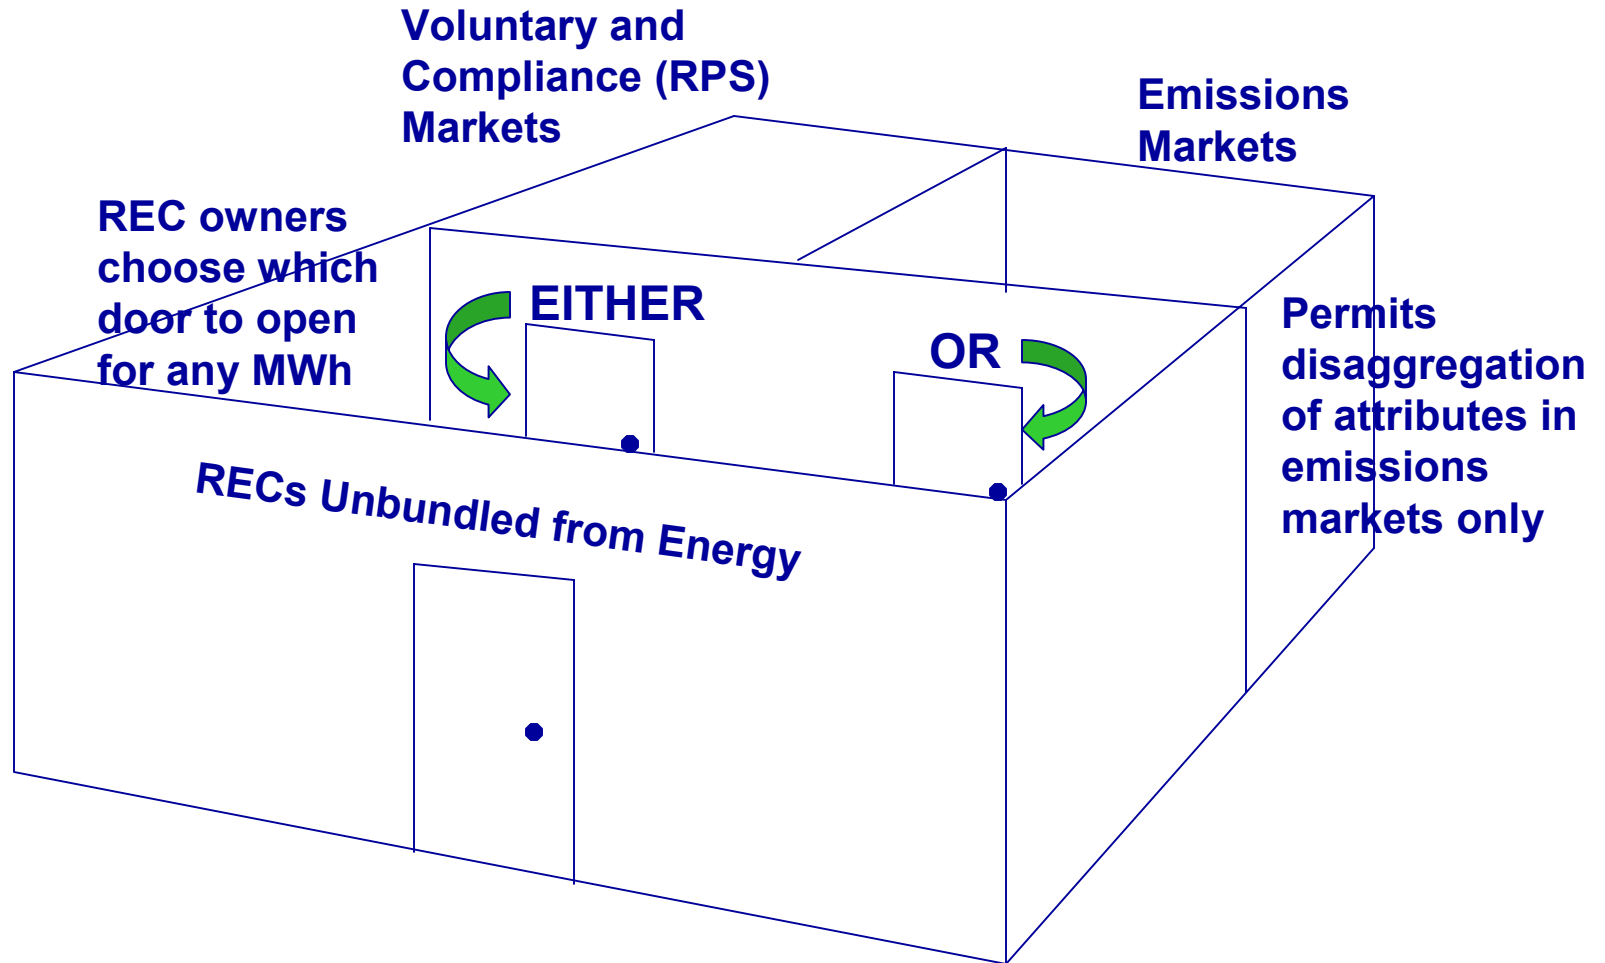 Voluntary and
Compliance (RPS)
Markets
Emissions
Markets
REC owners
choose which
door to open
for any MWh
EITHER
OR
Permits
disaggregation
of attributes in
emissions
markets only
RECs Unbundled from Energy